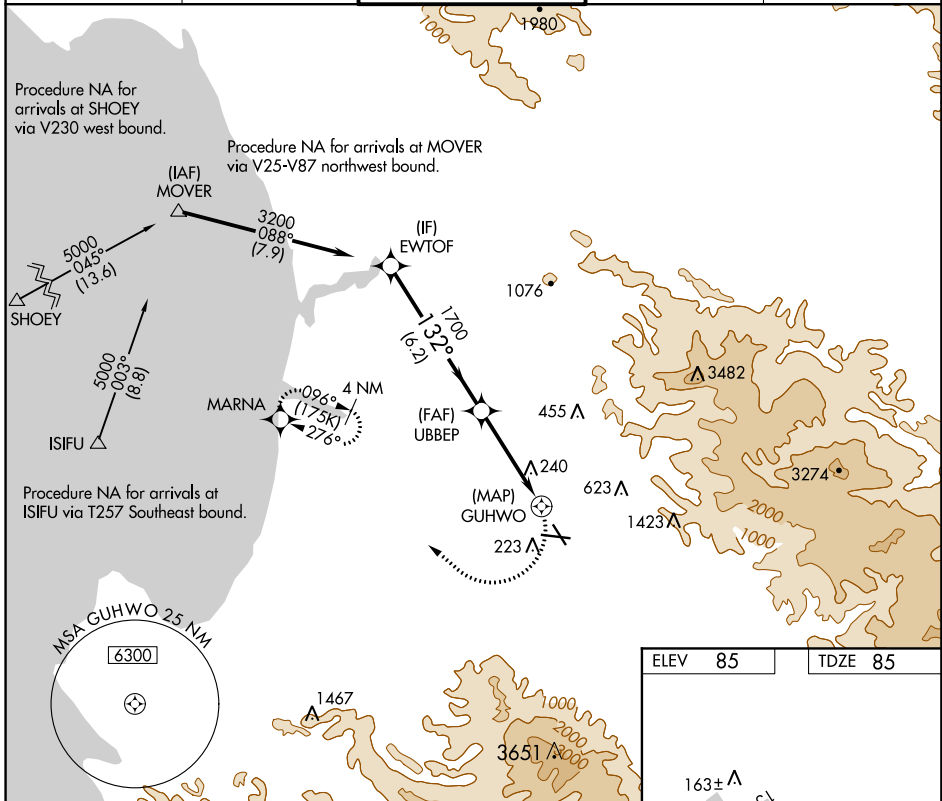 1000
1980
Procedure NA for
arrivals at SHOEY
via V230 west bound.
Procedure NA for arrivals at MOVER
via V25-V87 northwest bound.
(IAF)
MOVER
3200
088°
(7.9)
(IF)
EWTOF
5000
045°
(13.6)
SHOEY
1076
1700
132°
(6.2)
5000
003°
(8.8)
3482
MARNA
096°
4 NM
(175K)
276°
455
(FAF)
UBBEP
ISIFU
240
3274
623
(MAP)
GUHWO
Procedure NA for arrivals at
ISIFU via T257 Southeast bound.
1423
2000
1000
223
MSA GUHWO 25 NM
6300
ELEV 85
TDZE 85
1467
1000
2000
3000
3651
163±